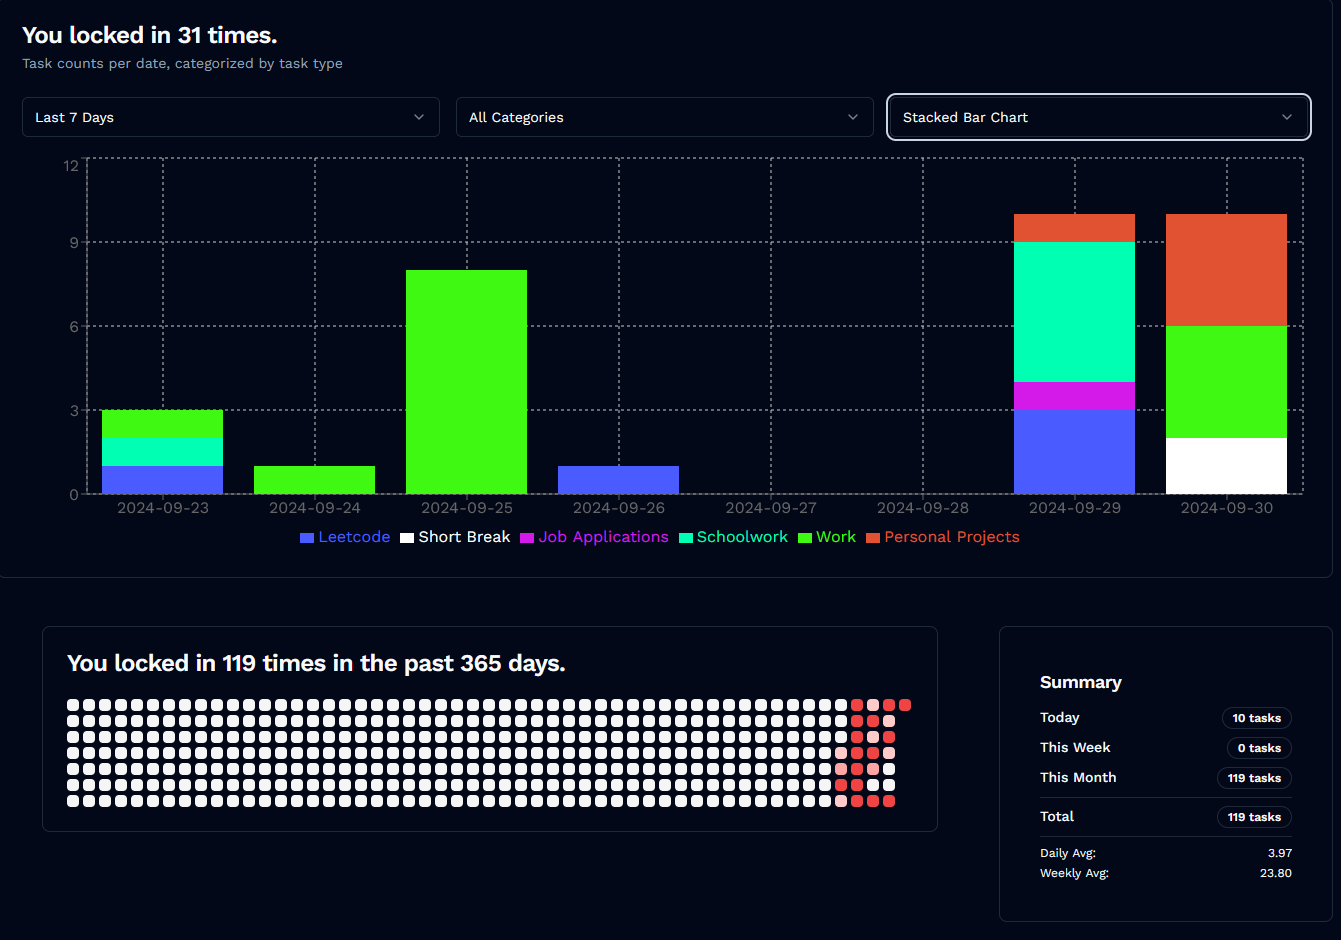 You locked in 31 times.
Task counts per date, categorized by task type
Last 7 Days
All Categories
Stacked Bar Chart
12
9
6
3
0
2024-09-23 2024-09-24 2024-09-25 2024-09-26 2024-09-27 2024-09-28 2024-09-29 2024-09-30
Leetcode Short Break Job Applications Schoolwork Work Personal Projects
You locked in 119 times in the past 365 days.
Summary
Today 10 tasks
This Week 0 tasks
This Month 119 tasks
Total 119 tasks
Daily Avg: 3.97
Weekly Avg: 23.80